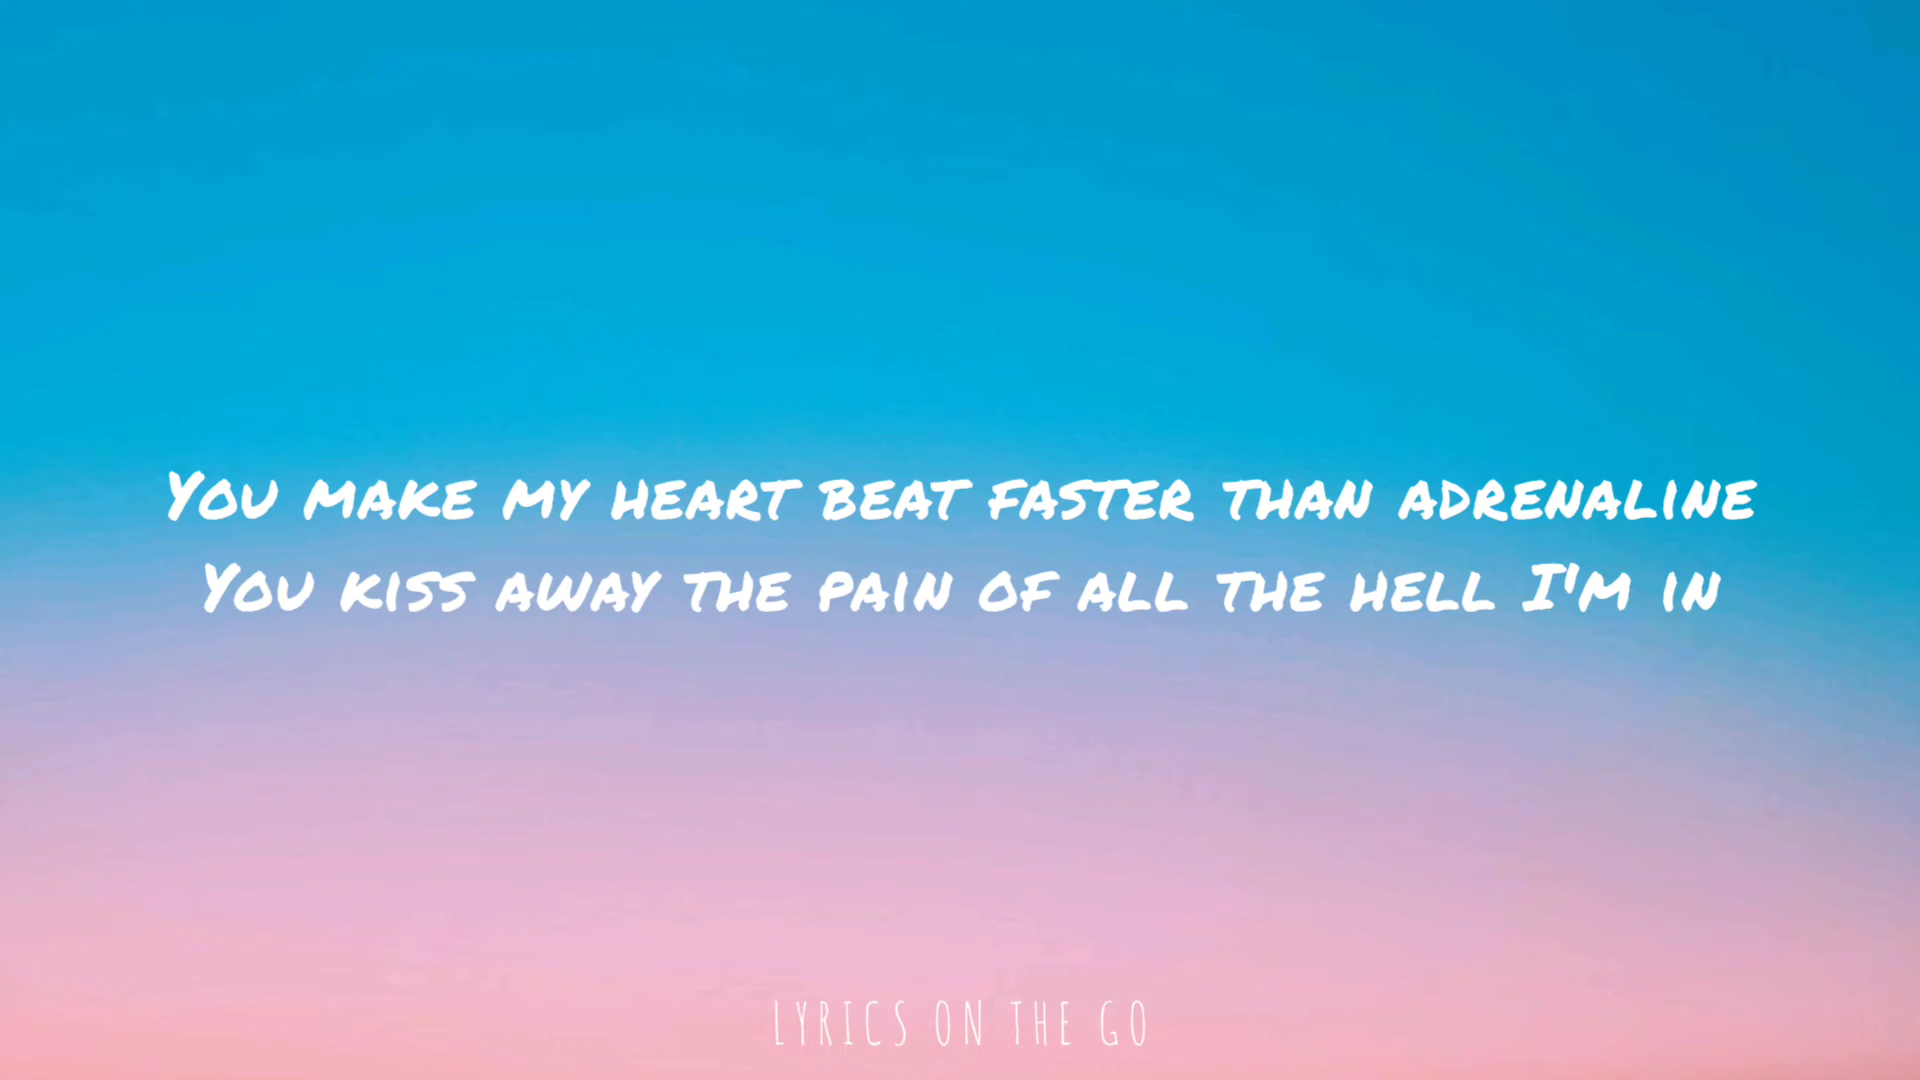 You make my heart beat faster than adrenaline
You kiss away the pain of all the hell I'm in
LYRICS ON THE GO